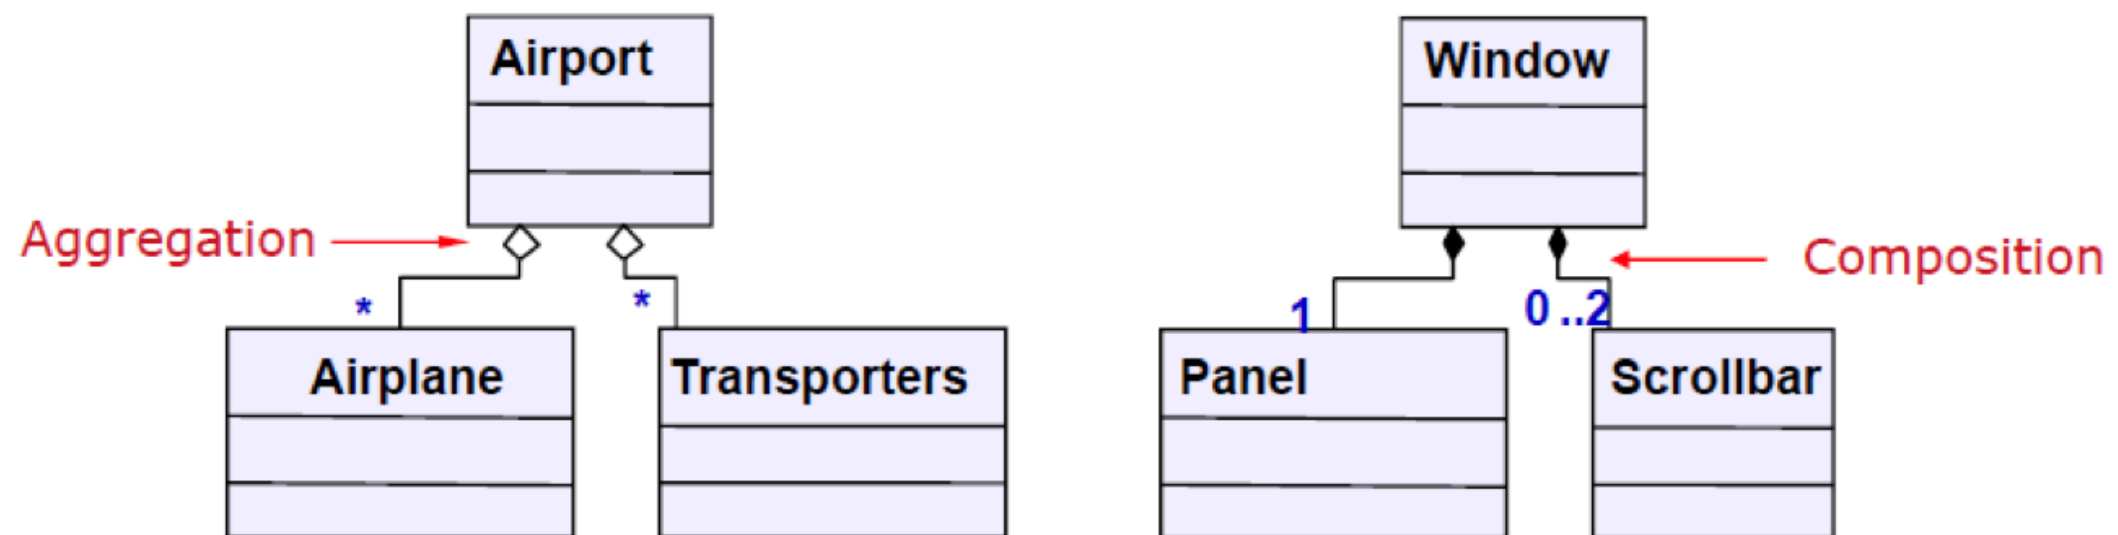 Airport
Window
Aggregation
Composition
*
*
1
0 ..2
Airplane
Transporters
Panel
Scrollbar